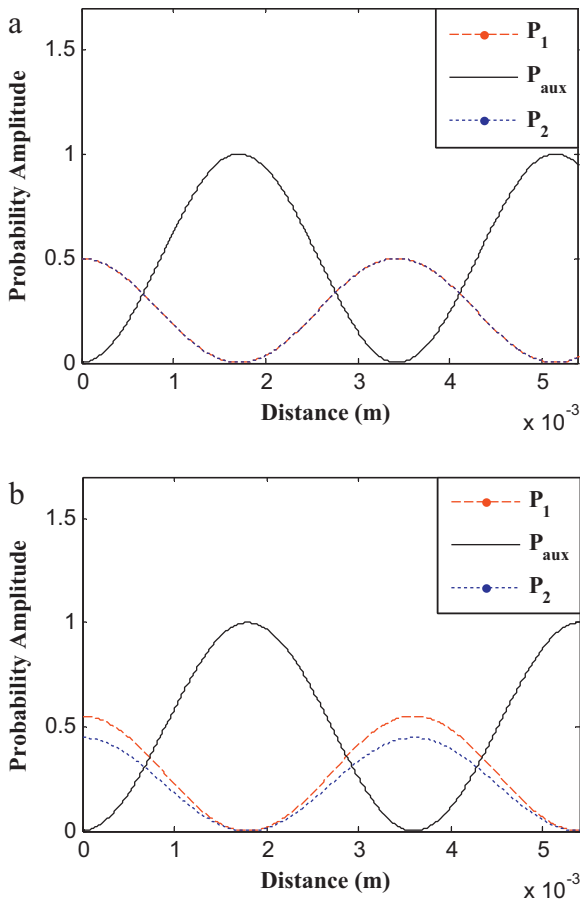 a
Probability Amplitude
1.5
1
0.5
0
P1
Paux
P2
0 1 2 3 4 5
Distance (m)
x 10^-3
b
Probability Amplitude
1.5
1
0.5
0
P1
Paux
P2
0 1 2 3 4 5
Distance (m)
x 10^-3